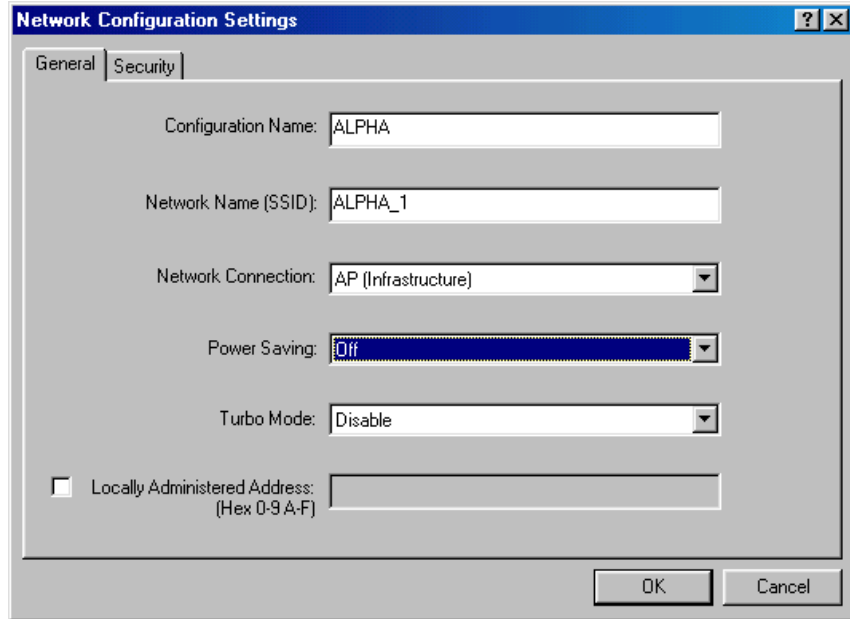 Network Configuration Settings
General
Security
Configuration Name: ALPHA
Network Name (SSID): ALPHA_1
Network Connection: AP (Infrastructure)
Power Saving: Off
Turbo Mode: Disable
Locally Administered Address:
(Hex 0-9 A-F)
OK
Cancel